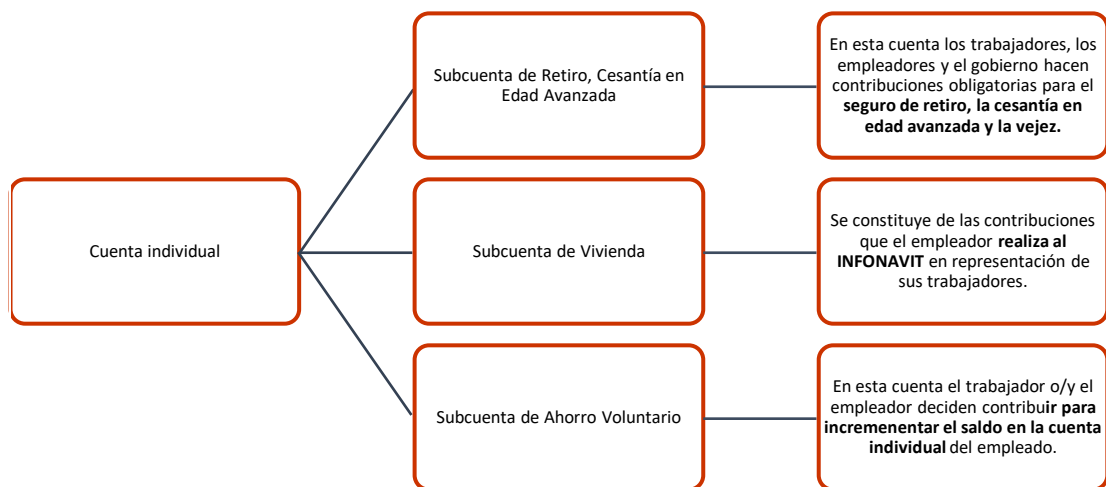 Cuenta individual
Subcuenta de Retiro, Cesantía en
Edad Avanzada
En esta cuenta los trabajadores, los
empleadores y el gobierno hacen
contribuciones obligatorias para el
seguro de retiro, la cesantía en
edad avanzada y la vejez.
Subcuenta de Vivienda
Se constituye de las contribuciones
que el empleador realiza al
INFONAVIT en representación de
sus trabajadores.
Subcuenta de Ahorro Voluntario
En esta cuenta el trabajador o/y el
empleador deciden contribuir para
incremenentar el saldo en la cuenta
individual del empleado.